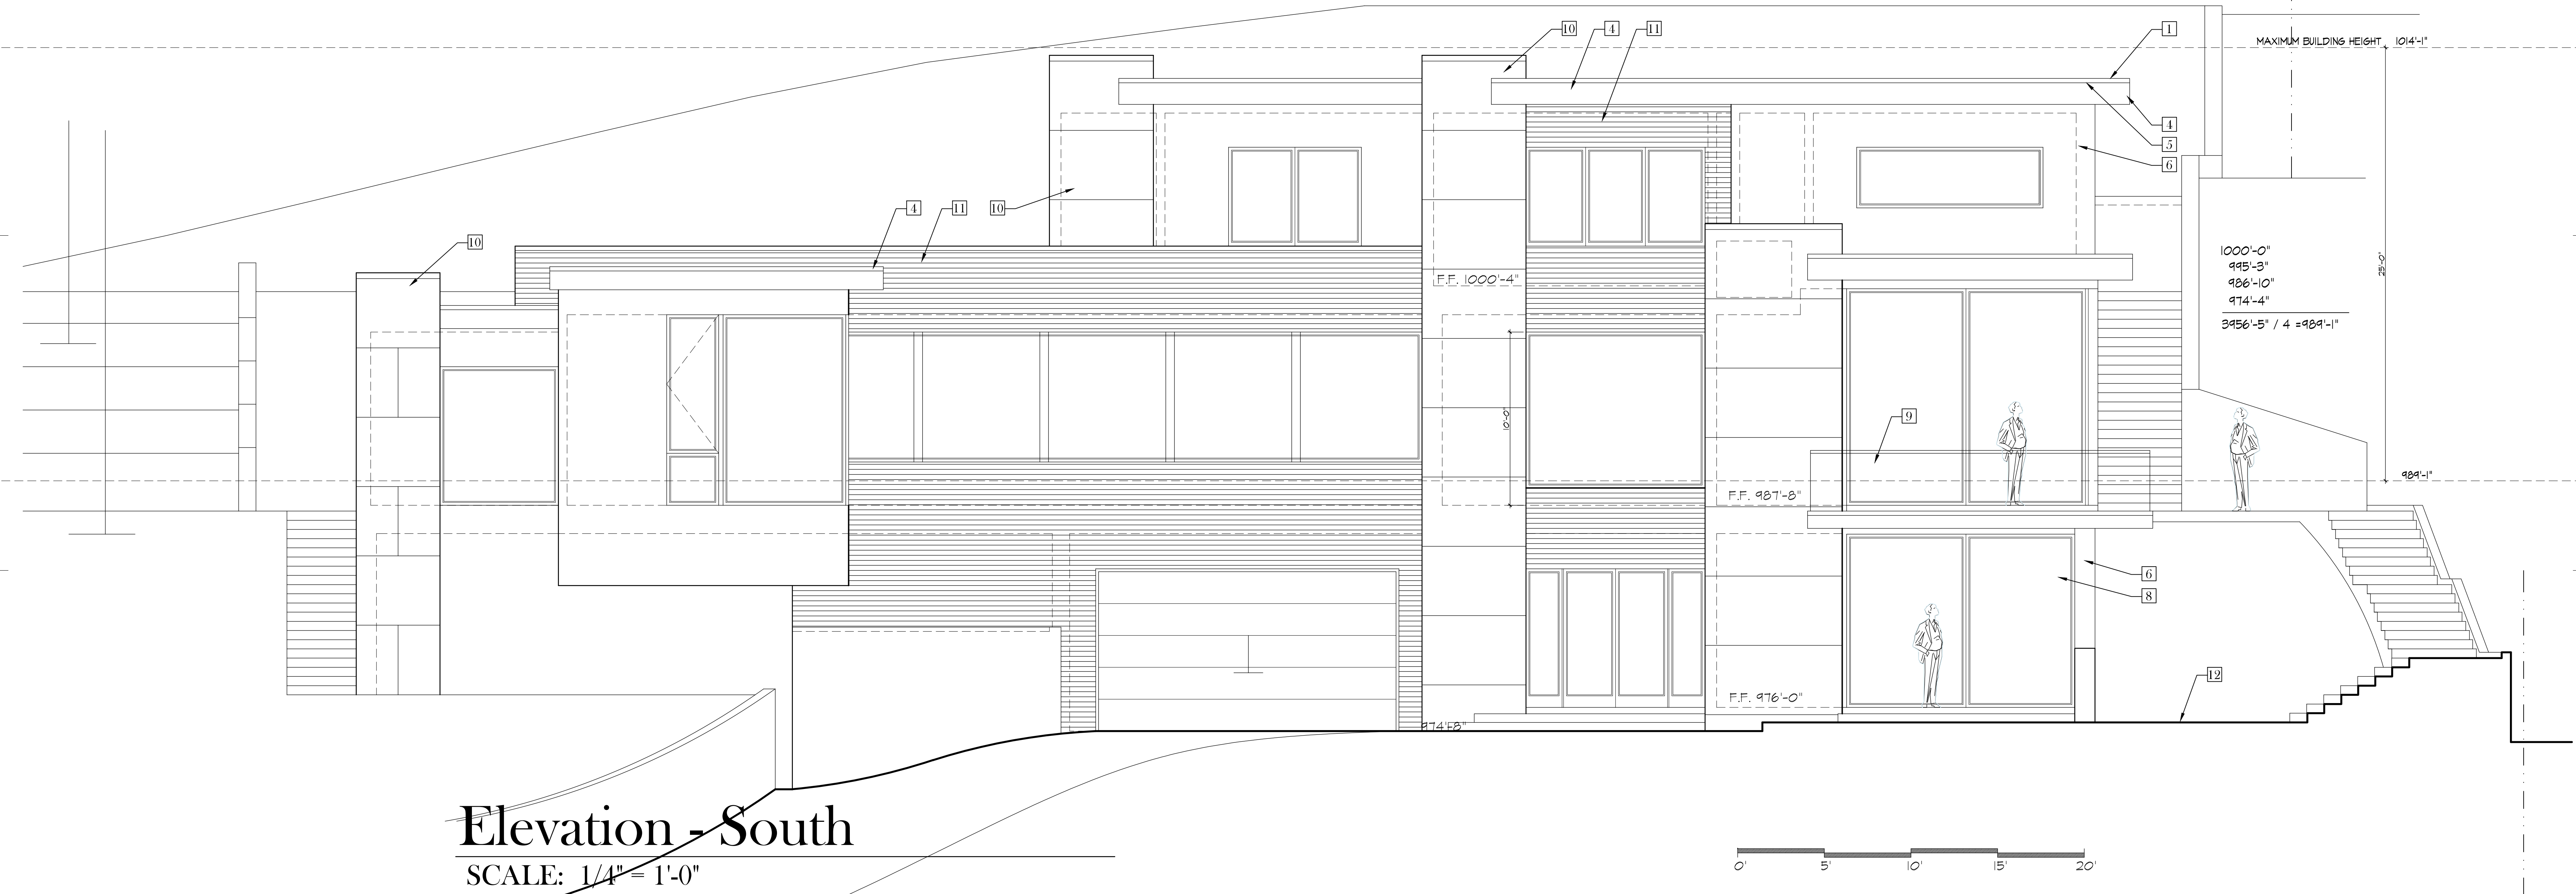 10
4
11
1
MAXIMUM BUILDING HEIGHT 1014'-1"
4
5
6
4
11
10
10
F.F. 1000'-4"
25'-0"
1000'-0"
995'-3"
986'-10"
974'-4"
3956'-5" / 4 =989'-1"
10'-0"
9
989'-1"
F.F. 987'-8"
6
8
12
F.F. 976'-0"
974'-8"
Elevation - South
SCALE: 1/4" = 1'-0"
0' 5' 10' 15' 20'